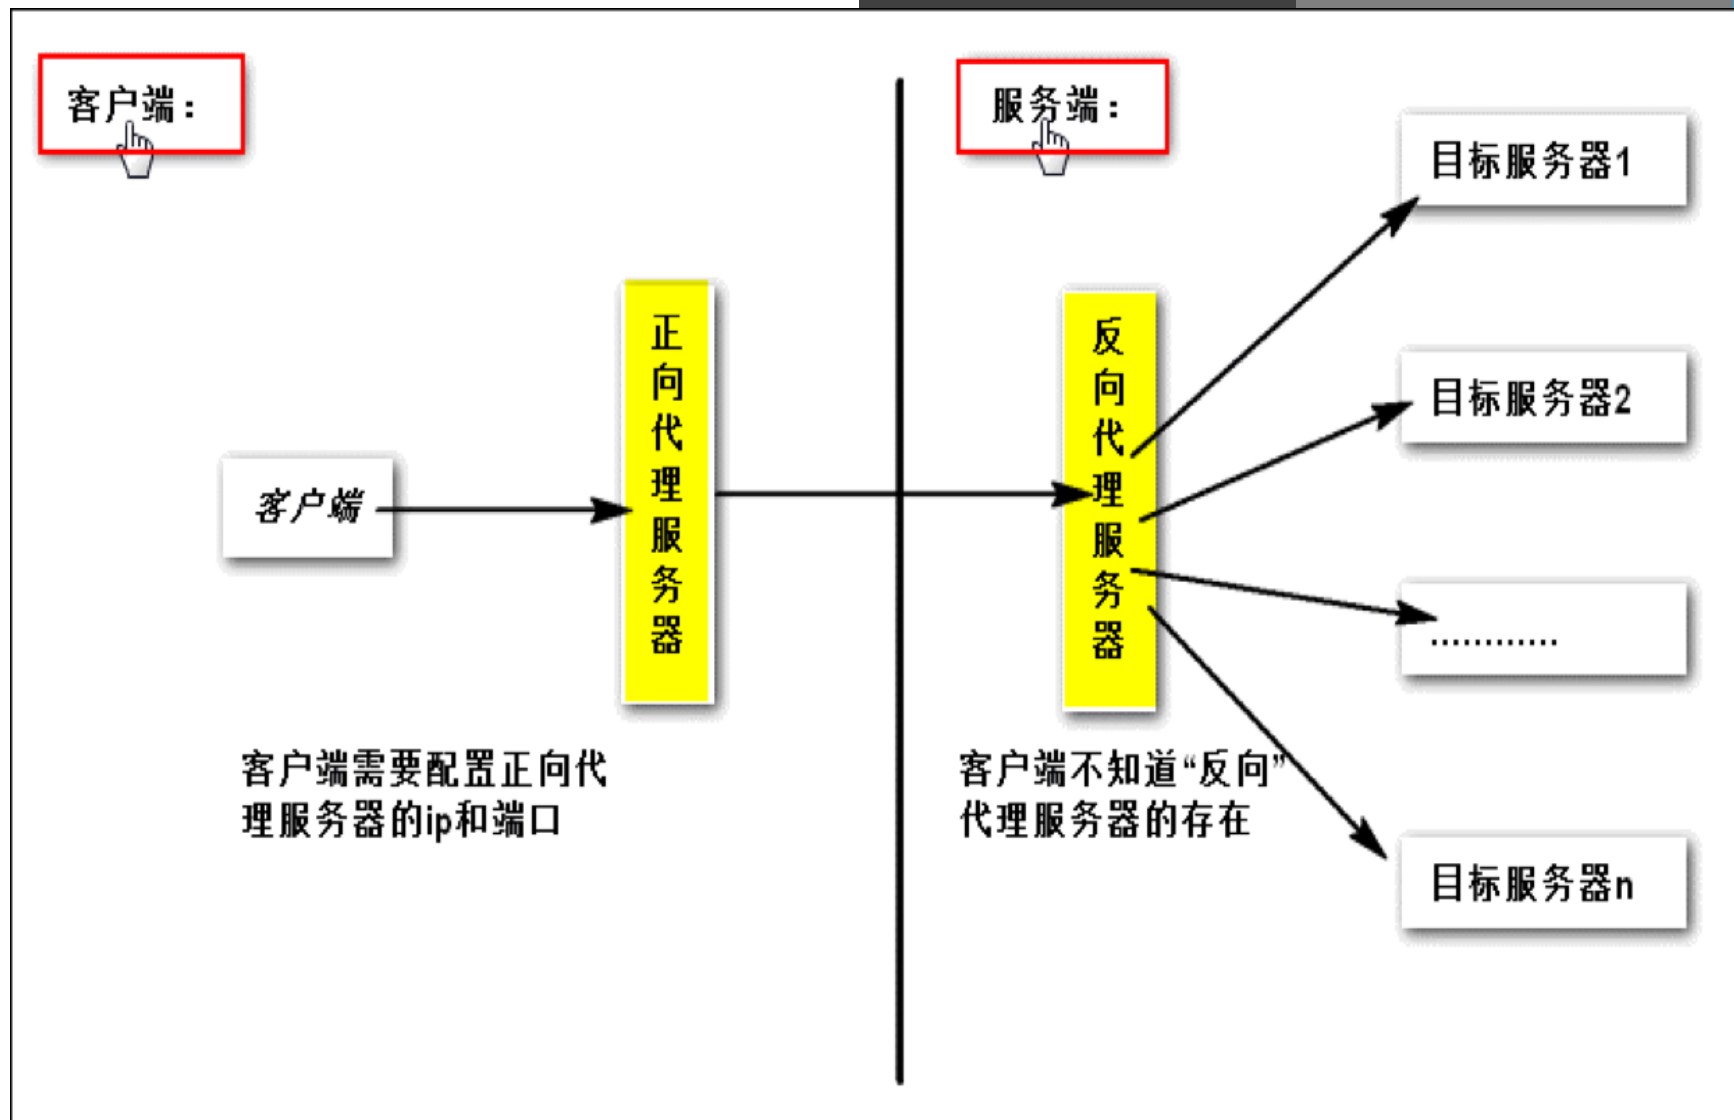 客户端：
服务端：
目标服务器1
目标服务器2
............
目标服务器n
客户端
正向代理服务器
反向代理服务器
客户端需要配置正向代
理服务器的ip和端口
客户端不知道“反向”
代理服务器的存在